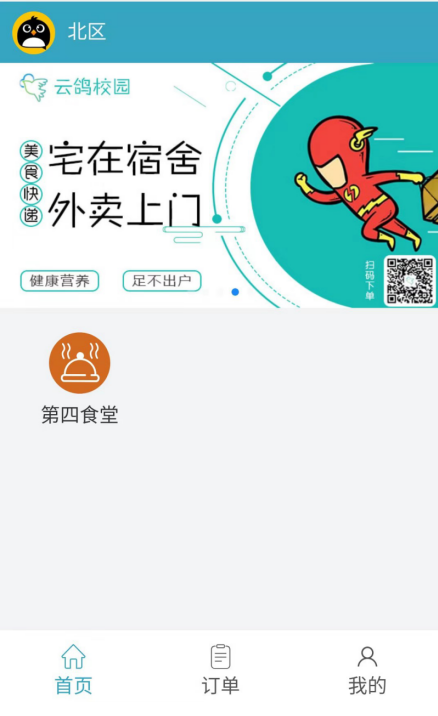 北区
云鸽校园
美食快递
宅在宿舍
外卖上门
健康营养
足不出户
扫码下单
第四食堂
首页
订单
我的